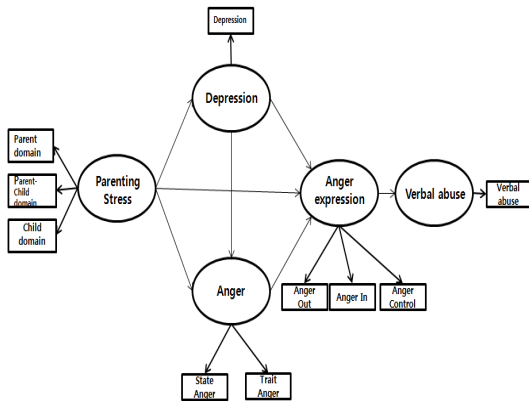 Depression
Depression
Parent
domain
Parent-
Child
domain
Child
domain
Parenting
Stress
Anger
expression
Verbal abuse
Verbal
abuse
Anger
Anger
Out
Anger In
Anger
Control
State
Anger
Trait
Anger